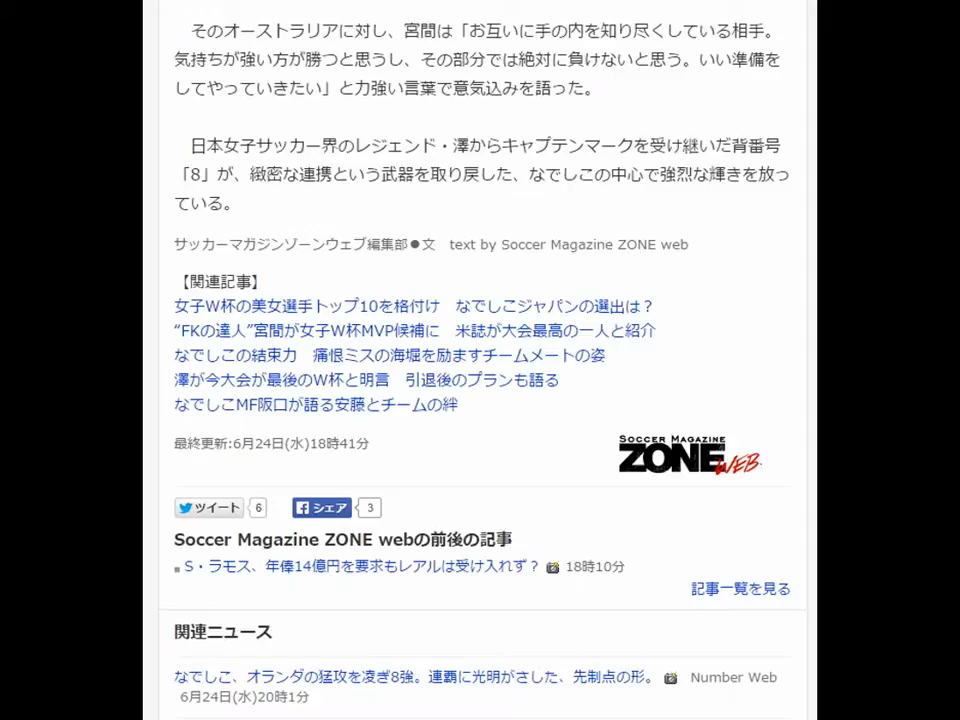 そのオーストラリアに対し、宮間は「お互いに手の内を知り尽くしている相手。
気持ちが強い方が勝つと思うし、その部分では絶対に負けないと思う。いい準備を
してやっていきたい」と力強い言葉で意気込みを語った。
日本女子サッカー界のレジェンド・澤からキャプテンマークを受け継いだ背番号
「8」が、緻密な連携という武器を取り戻した、なでしこの中心で強烈な輝きを放っ
ている。
サッカーマガジンゾーンウェブ編集部●文 text by Soccer Magazine ZONE web
【関連記事】
女子W杯の美女選手トップ10を格付け なでしこジャパンの選出は？
“FKの達人”宮間が女子W杯MVP候補に 米誌が大会最高の一人と紹介
なでしこの結束力 痛恨ミスの海堀を励ますチームメートの姿
澤が今大会が最後のW杯と明言 引退後のプランも語る
なでしこMF阪口が語る安藤とチームの絆
最終更新:6月24日(水)18時41分
SOCCER MAGAZINE
ZONE WEB.
ツイート 6 シェア 3
Soccer Magazine ZONE webの前後の記事
S・ラモス、年俸14億円を要求もレアルは受け入れず？ 18時10分
記事一覧を見る
関連ニュース
なでしこ、オランダの猛攻を凌ぎ8強。連覇に光明がさした、先制点の形。 Number Web
6月24日(水)20時1分